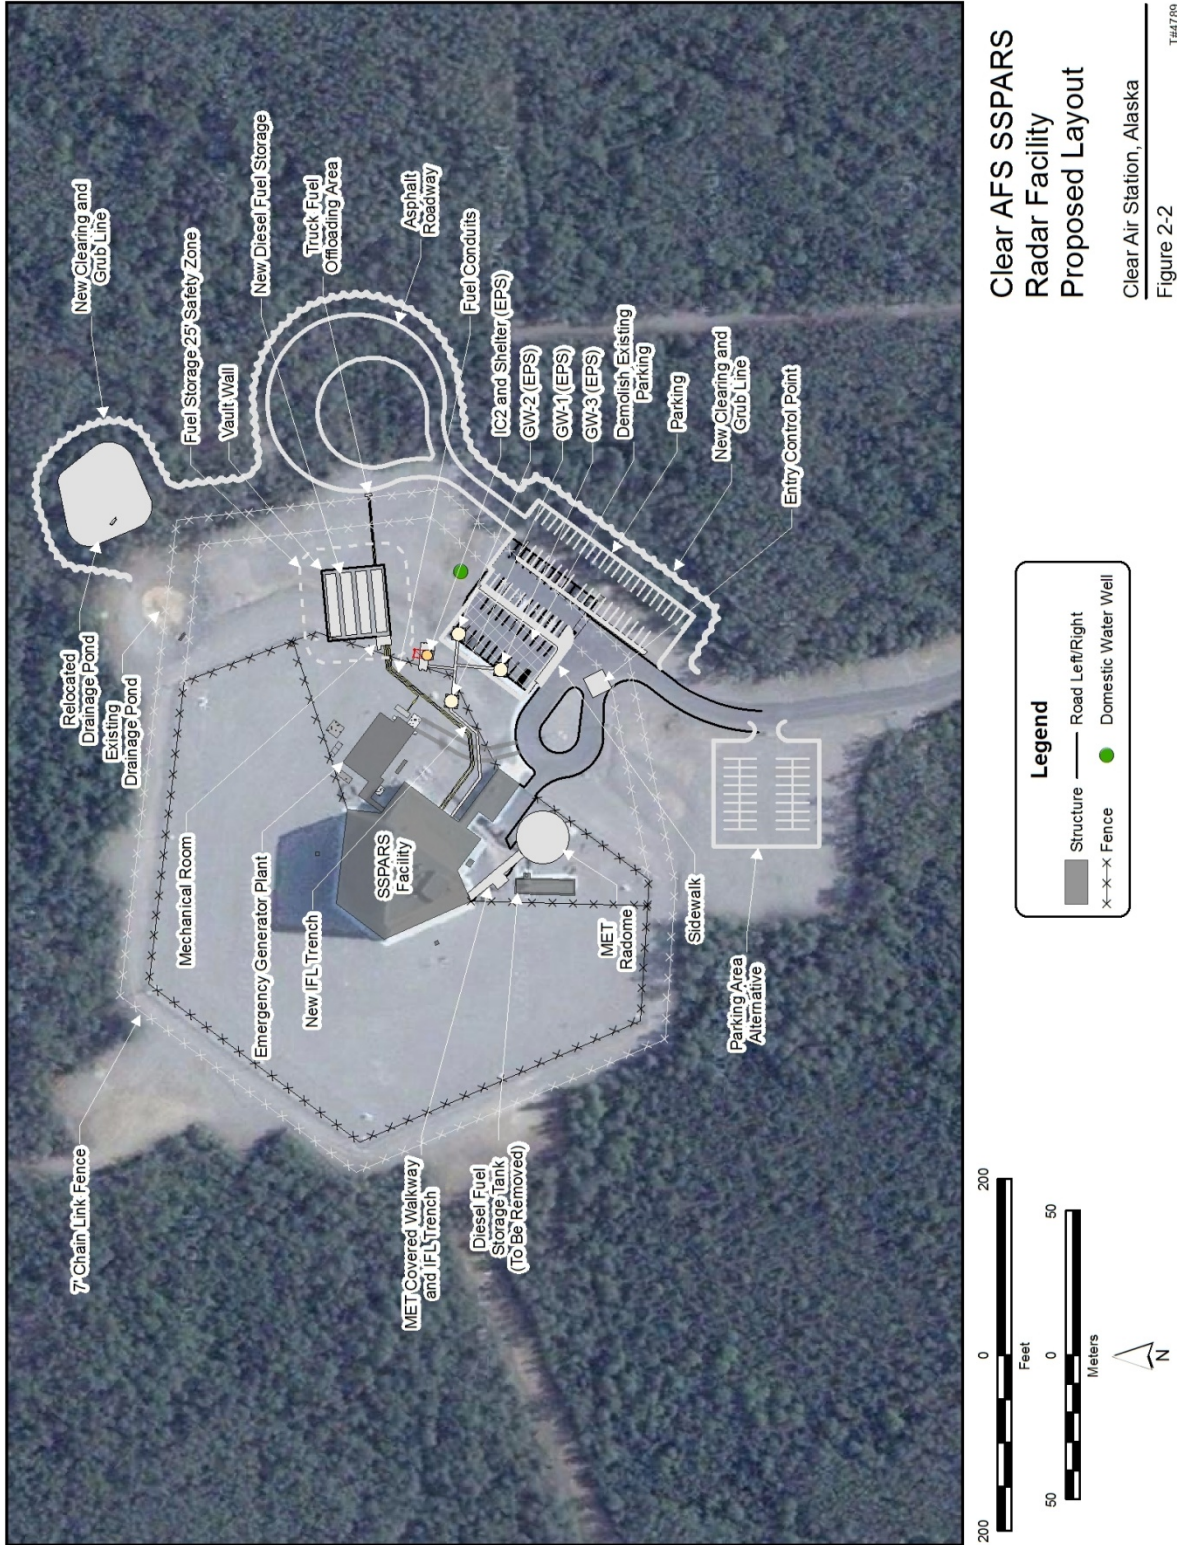 New Clearing and
Grub Line
Fuel Storage 25' Safety Zone
Vault Wall
New Diesel Fuel Storage
Truck Fuel
Offloading Area
Asphalt
Roadway
Fuel Conduits
IC2 and Shelter (EPS)
GW-2 (EPS)
GW-1 (EPS)
GW-3 (EPS)
Demolish Existing
Parking
Parking
New Clearing and
Grub Line
Entry Control Point
Relocated
Drainage Pond
Existing
Drainage Pond
Mechanical Room
Emergency Generator Plant
New IFL Trench
SSPARS
Facility
MET
Radome
Sidewalk
Parking Area
Alternative
7' Chain Link Fence
MET Covered Walkway
and IFL Trench
Diesel Fuel
Storage Tank
(To Be Removed)
200
0
200
Feet
50
0
50
Meters
N
Legend
Structure
Road Left/Right
Fence
Domestic Water Well
Clear AFS SSPARS
Radar Facility
Proposed Layout
Clear Air Station, Alaska
Figure 2-2
T#4789